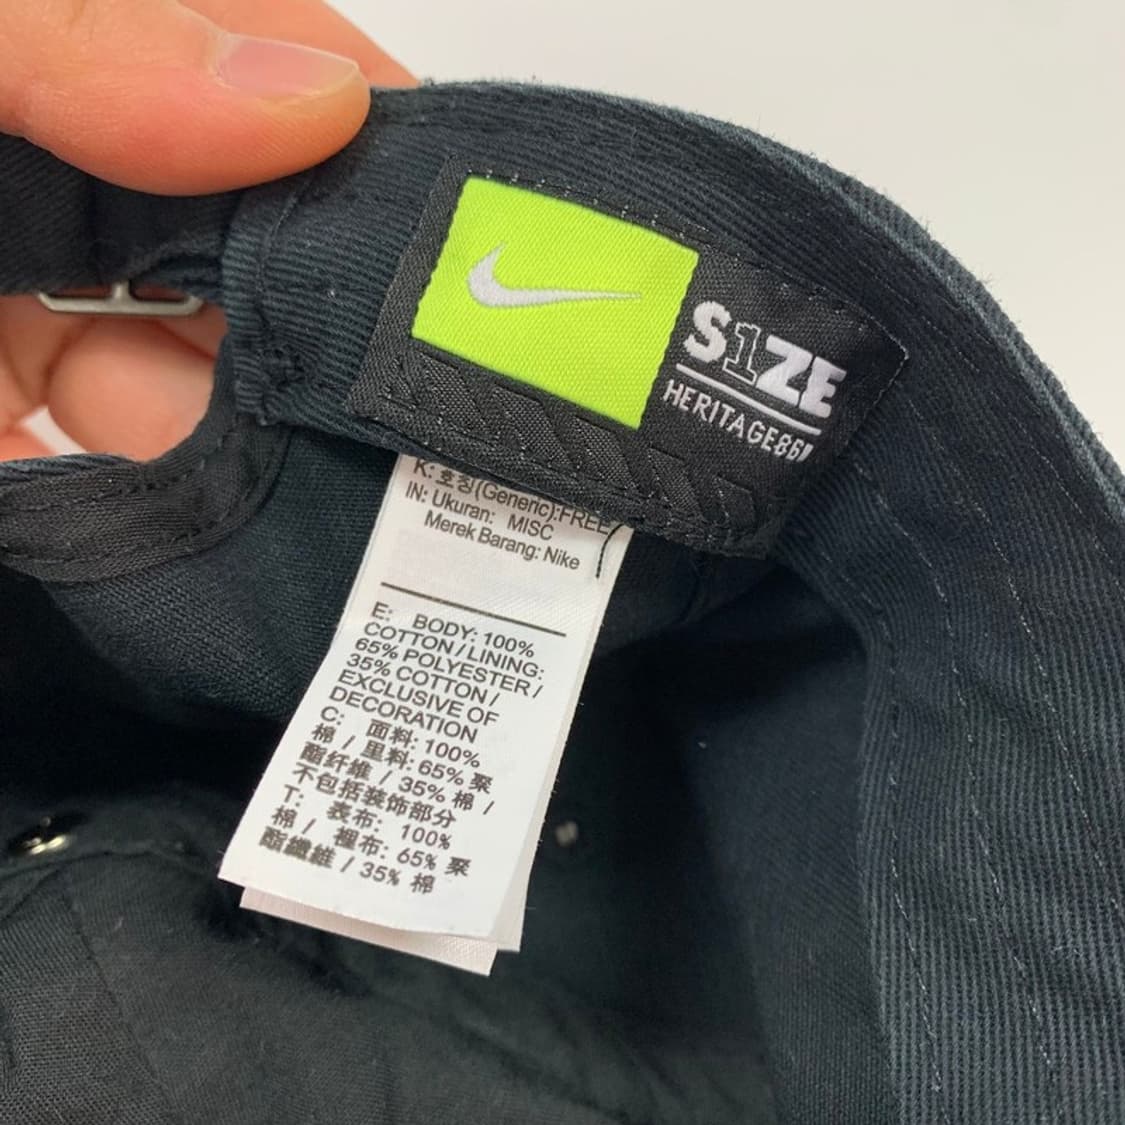 S1ZE
HERITAGE86
K: 호칭(Generic):FREE
IN: Ukuran: MISC
Merek Barang: Nike
E: BODY: 100%
COTTON / LINING:
65% POLYESTER /
35% COTTON /
EXCLUSIVE OF
DECORATION
C: 面料: 100%
棉 / 里料: 65% 聚
酯纤维 / 35% 棉 /
不包括装饰部分
T: 表布: 100%
棉 / 裡布: 65% 聚
酯纖維 / 35% 棉